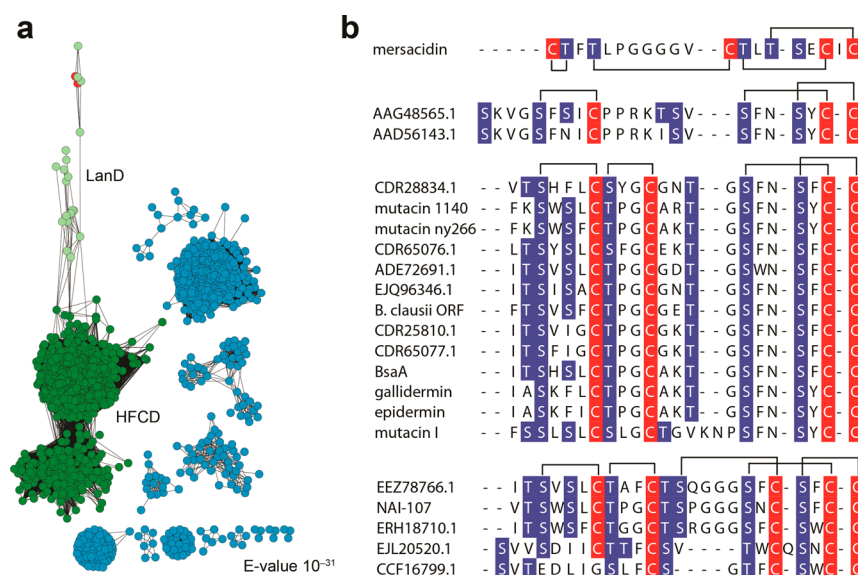 a
LanD
HFCD
E-value 10⁻³¹
b
mersacidin - - - - - C T F T L P G G G G V - - C T L T - S E C I C
AAG48565.1 S K V G S F S I C P P R K T S V - - - S F N - S Y C - C
AAD56143.1 S K V G S F N I C P P R K I S V - - - S F N - S Y C - C
CDR28834.1 - - V T S H F L C S Y G C G N T - - G S F N - S F C - C
mutacin 1140 - - F K S W S L C T P G C A R T - - G S F N - S Y C - C
mutacin ny266 - - F K S W S F C T P G C A K T - - G S F N - S Y C - C
CDR65076.1 - - L T S Y S L C S F G C E K T - - G S F N - S F C - C
ADE72691.1 - - I T S V S L C T P G C G D T - - G S W N - S F C - C
EJQ96346.1 - - I T S I S A C T P G C G N T - - G S F N - S F C - C
B. clausii ORF - - F T S V S F C T P G C G E T - - G S F N - S F C - C
CDR25810.1 - - I T S V I G C T P G C G K T - - G S F N - S F C - C
CDR65077.1 - - I T S F I G C T P G C G K T - - G S F N - S F C - C
BsaA - - I T S H S L C T P G C A K T - - G S F N - S F C - C
gallidermin - - I A S K F L C T P G C A K T - - G S F N - S Y C - C
epidermin - - I A S K F I C T P G C A K T - - G S F N - S Y C - C
mutacin I - - F S S L S L C S L G C T G V K N P S F N - S Y C - C
EEZ78766.1 - - I T S V S L C T A F C T S Q G G G S F C - S F C - C
NAI-107 - - V T S W S L C T P G C T S P G G G S N C - S F C - C
ERH18710.1 - - I T S W S F C T G G C T S R G G G S F C - S W C - C
EJL20520.1 - S V V S D I I C T T F C S V - - - - T W C Q S N C - C
CCF16799.1 - S V T E D L I G S L F C S V - - - - G T F C - S W C - C